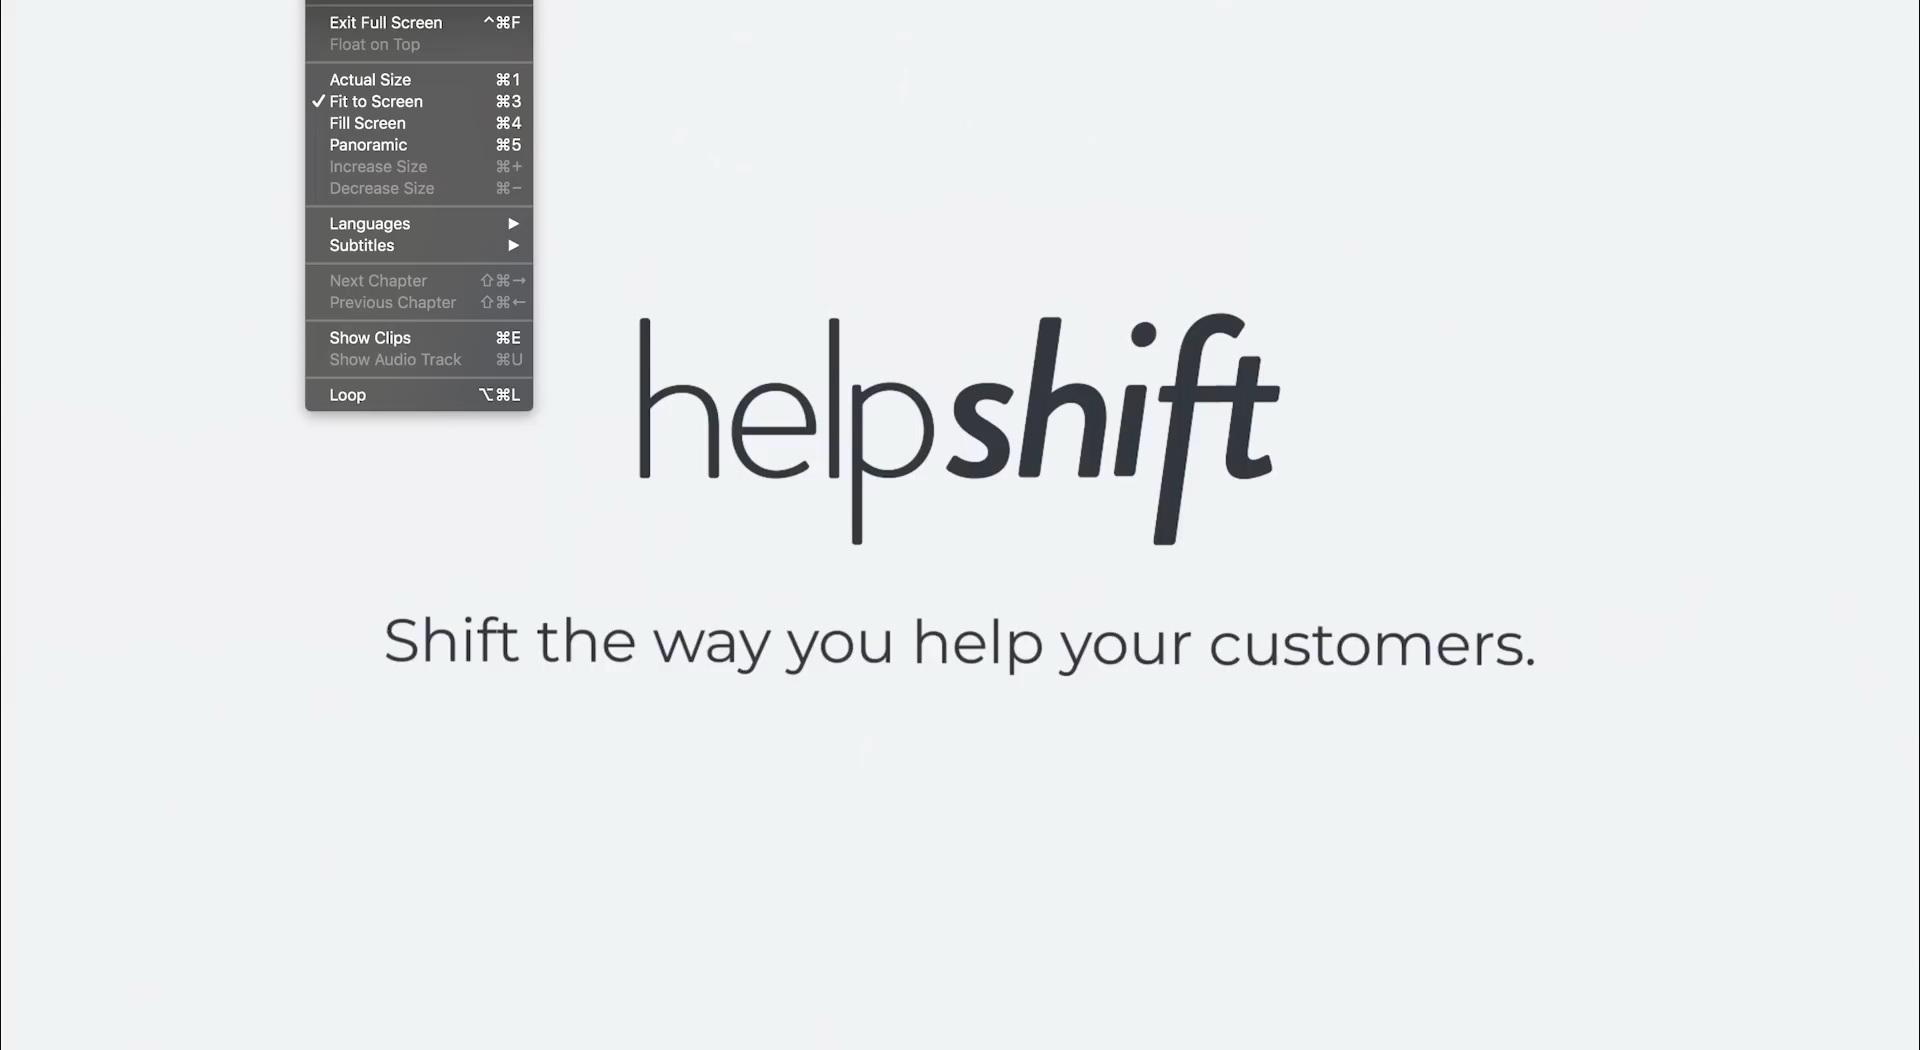 Exit Full Screen ^⌘F
Float on Top
Actual Size ⌘1
✓ Fit to Screen ⌘3
Fill Screen ⌘4
Panoramic ⌘5
Increase Size ⌘+
Decrease Size ⌘−
Languages ▶
Subtitles ▶
Next Chapter ⇧⌘→
Previous Chapter ⇧⌘←
Show Clips ⌘E
Show Audio Track ⌘U
Loop ⌥⌘L
helpshift
Shift the way you help your customers.